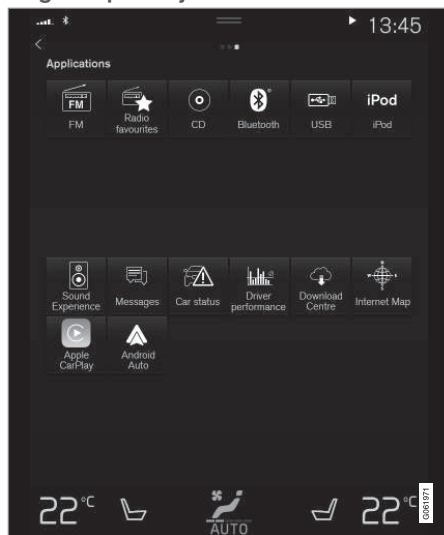 13:45
Applications
FM
FM
Radio
favourites
CD
Bluetooth
USB
iPod
iPod
Sound
Experience
Messages
Car status
Driver
performance
Download
Centre
Internet Map
Apple
CarPlay
Android
Auto
22°C
AUTO
22°C
G061971